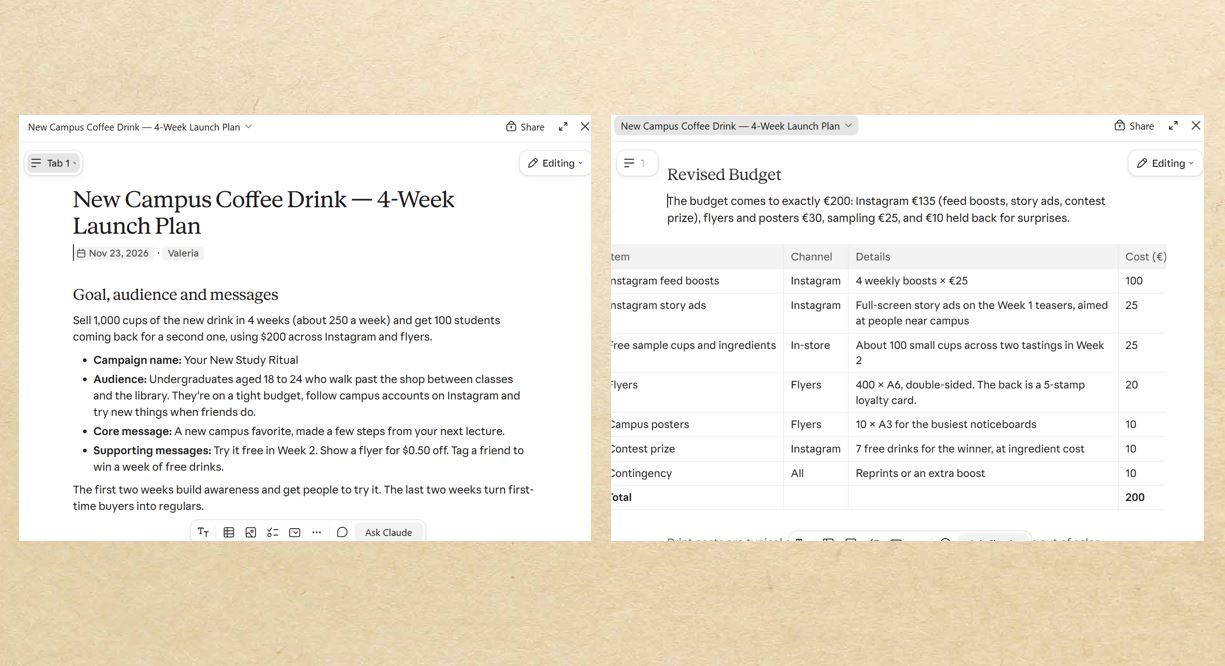 New Campus Coffee Drink — 4-Week Launch Plan
Share
Tab 1
Editing
New Campus Coffee Drink — 4-Week
Launch Plan
Nov 23, 2026 · Valeria
Goal, audience and messages
Sell 1,000 cups of the new drink in 4 weeks (about 250 a week) and get 100 students
coming back for a second one, using $200 across Instagram and flyers.
• Campaign name: Your New Study Ritual
• Audience: Undergraduates aged 18 to 24 who walk past the shop between classes
and the library. They're on a tight budget, follow campus accounts on Instagram and
try new things when friends do.
• Core message: A new campus favorite, made a few steps from your next lecture.
• Supporting messages: Try it free in Week 2. Show a flyer for $0.50 off. Tag a friend to
win a week of free drinks.
The first two weeks build awareness and get people to try it. The last two weeks turn first-
time buyers into regulars.
Ask Claude
New Campus Coffee Drink — 4-Week Launch Plan
Share
Editing
Revised Budget
The budget comes to exactly €200: Instagram €135 (feed boosts, story ads, contest
prize), flyers and posters €30, sampling €25, and €10 held back for surprises.
tem Channel Details Cost (€)
nstagram feed boosts Instagram 4 weekly boosts × €25 100
nstagram story ads Instagram Full-screen story ads on the Week 1 teasers, aimed 25
at people near campus
Free sample cups and ingredients In-store About 100 small cups across two tastings in Week 25
2
Flyers Flyers 400 × A6, double-sided. The back is a 5-stamp 20
loyalty card.
Campus posters Flyers 10 × A3 for the busiest noticeboards 10
Contest prize Instagram 7 free drinks for the winner, at ingredient cost 10
Contingency All Reprints or an extra boost 10
Total 200